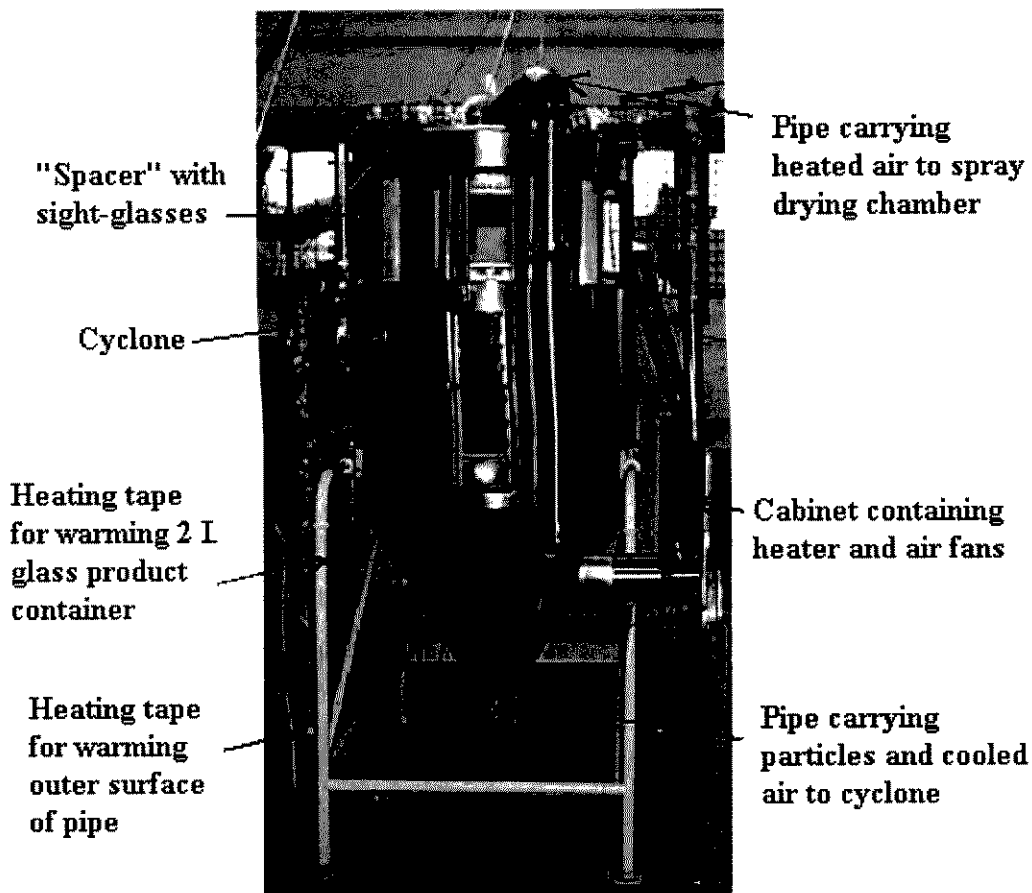 "Spacer" with
sight-glasses
Cyclone
Heating tape
for warming 2 L
glass product
container
Heating tape
for warming
outer surface
of pipe
Pipe carrying
heated air to spray
drying chamber
Cabinet containing
heater and air fans
Pipe carrying
particles and cooled
air to cyclone